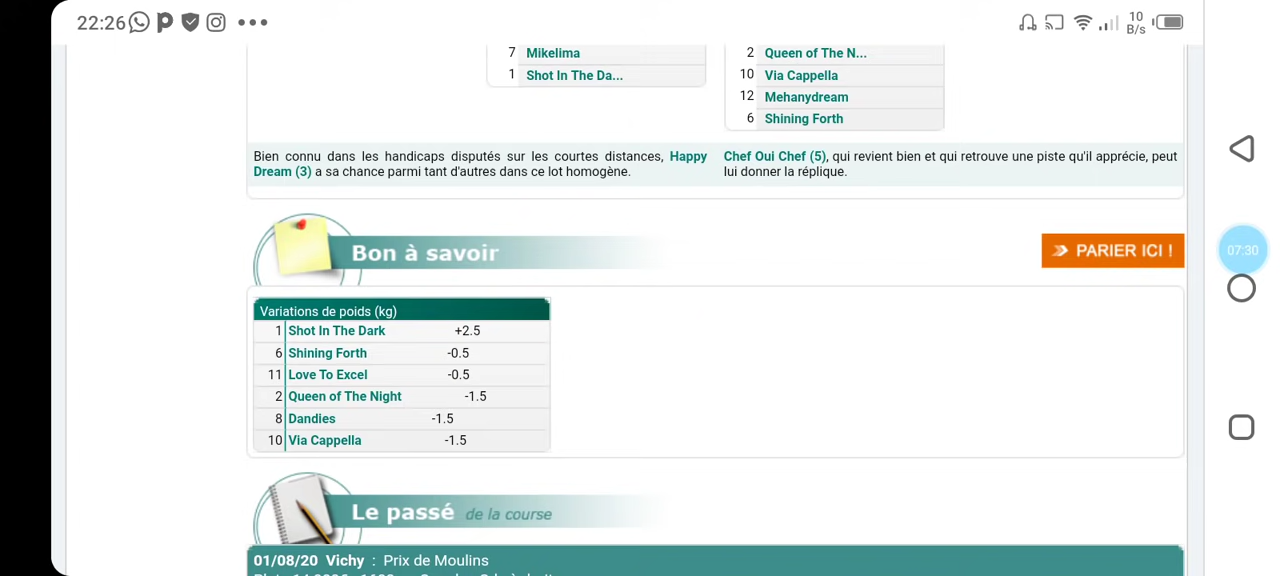 22:26
10
B/s
7 Mikelima
1 Shot In The Da...
2 Queen of The N...
10 Via Cappella
12 Mehanydream
6 Shining Forth
Bien connu dans les handicaps disputés sur les courtes distances, Happy
Dream (3) a sa chance parmi tant d'autres dans ce lot homogène.
Chef Oui Chef (5), qui revient bien et qui retrouve une piste qu'il apprécie, peut
lui donner la réplique.
Bon à savoir
PARIER ICI !
07:30
Variations de poids (kg)
1 Shot In The Dark +2.5
6 Shining Forth -0.5
11 Love To Excel -0.5
2 Queen of The Night -1.5
8 Dandies -1.5
10 Via Cappella -1.5
Le passé de la course
01/08/20 Vichy : Prix de Moulins